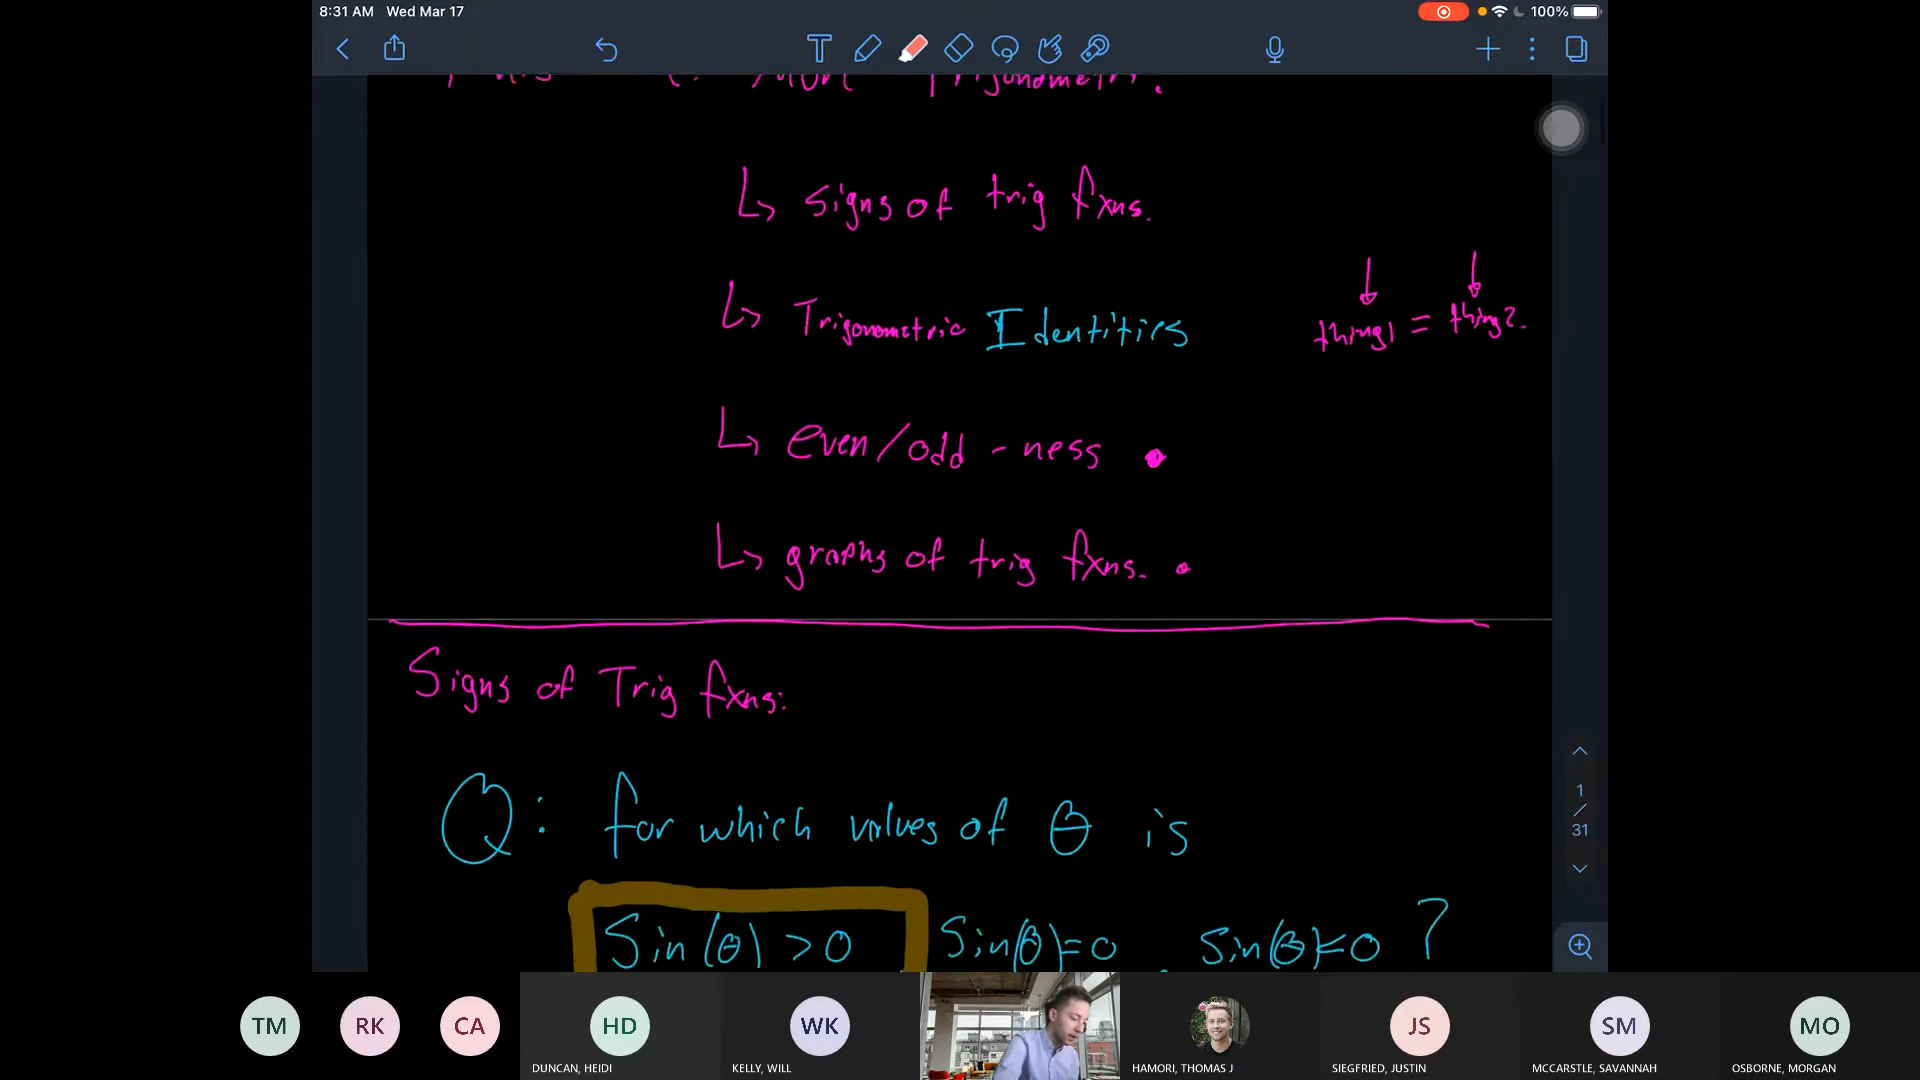 8:31 AM Wed Mar 17
100%
Trigonometri.
↳ signs of trig fxns.
↳ Trigonometric Identities
thing1 = thing2.
↳ even/odd - ness
↳ graphs of trig fxns.
Signs of Trig fxns:
Q: for which values of θ is
Sin(θ) > 0, Sin(θ)=0, Sin(θ)<0 ?
1
/
31
TM RK CA HD WK JS SM MO
DUNCAN, HEIDI KELLY, WILL HAMORI, THOMAS J SIEGFRIED, JUSTIN MCCARSTLE, SAVANNAH OSBORNE, MORGAN